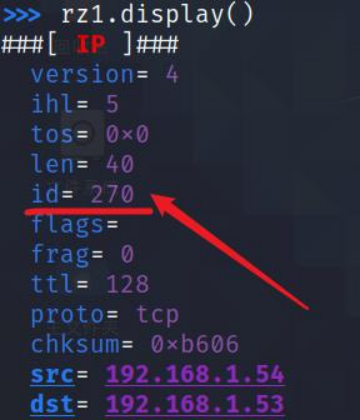 >>> rz1.display()
###[ IP ]###
version= 4
ihl= 5
tos= 0×0
len= 40
id= 270
flags=
frag= 0
ttl= 128
proto= tcp
chksum= 0×b606
src= 192.168.1.54
dst= 192.168.1.53